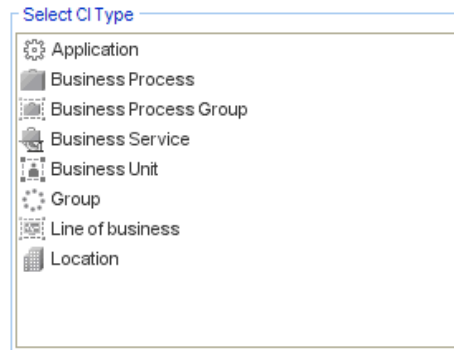 Select CI Type
Application
Business Process
Business Process Group
Business Service
Business Unit
Group
Line of business
Location